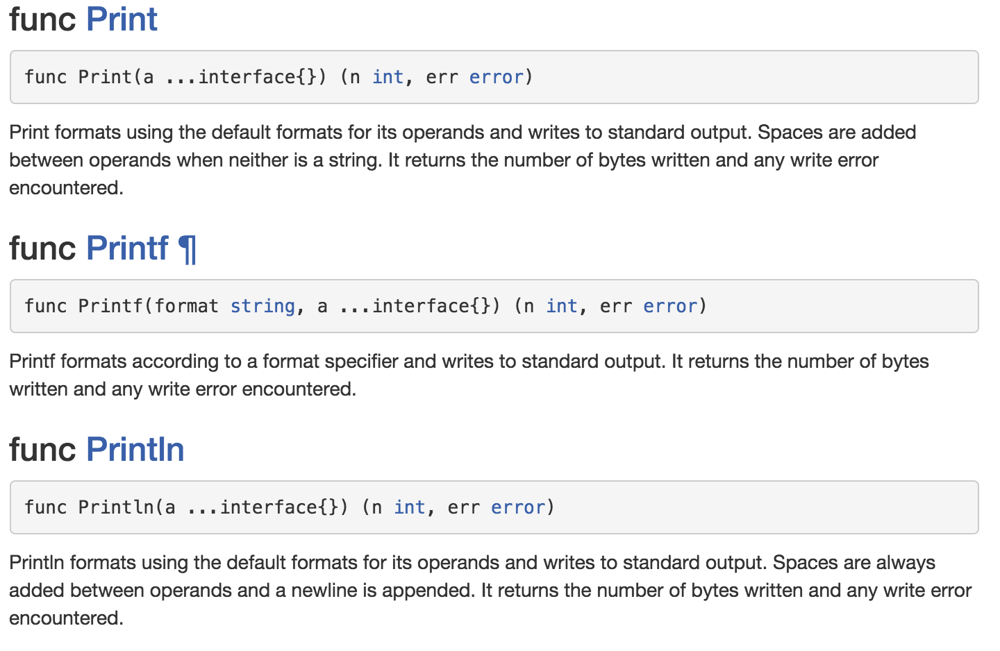 func Print
func Print(a ...interface{}) (n int, err error)
Print formats using the default formats for its operands and writes to standard output. Spaces are added
between operands when neither is a string. It returns the number of bytes written and any write error
encountered.
func Printf ¶
func Printf(format string, a ...interface{}) (n int, err error)
Printf formats according to a format specifier and writes to standard output. It returns the number of bytes
written and any write error encountered.
func Println
func Println(a ...interface{}) (n int, err error)
Println formats using the default formats for its operands and writes to standard output. Spaces are always
added between operands and a newline is appended. It returns the number of bytes written and any write error
encountered.